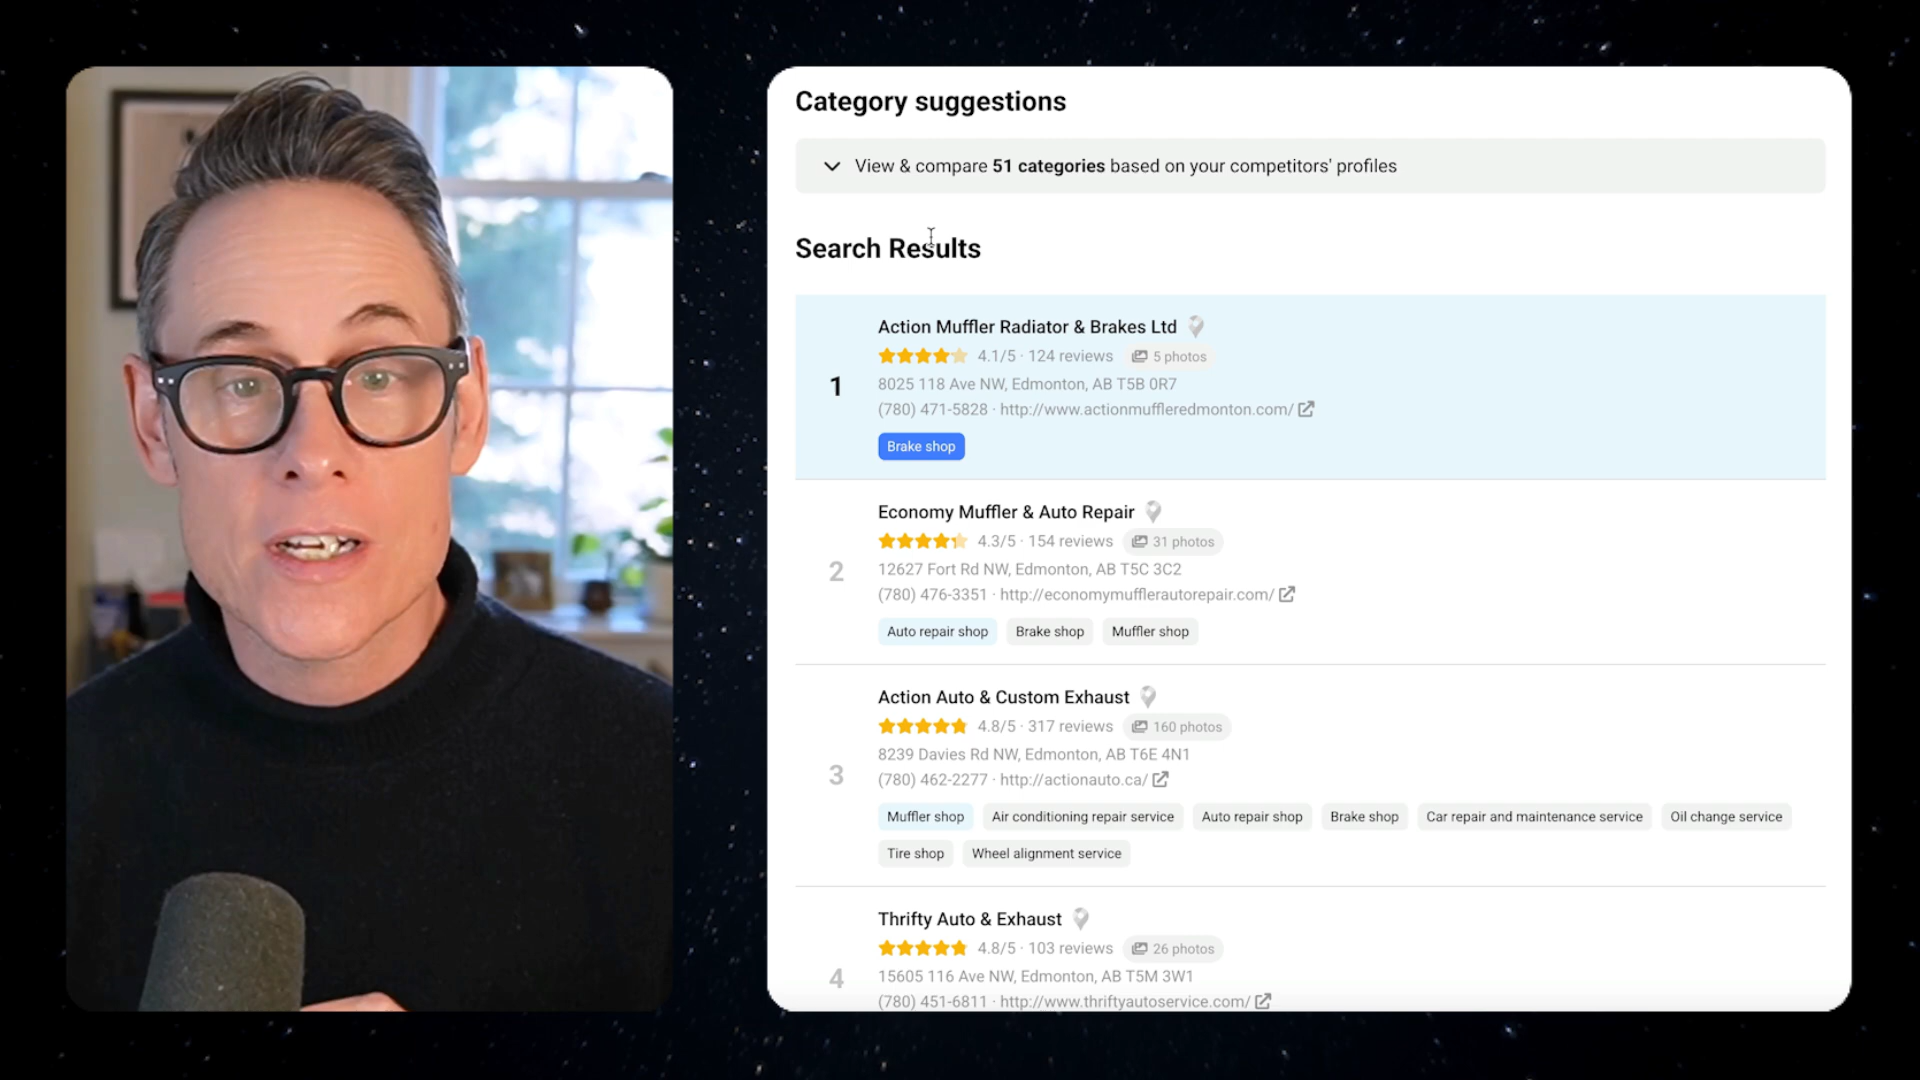 Category suggestions
View & compare 51 categories based on your competitors' profiles
Search Results
1
Action Muffler Radiator & Brakes Ltd
4.1/5 · 124 reviews 5 photos
8025 118 Ave NW, Edmonton, AB T5B 0R7
(780) 471-5828 · http://www.actionmuffleredmonton.com/
Brake shop
2
Economy Muffler & Auto Repair
4.3/5 · 154 reviews 31 photos
12627 Fort Rd NW, Edmonton, AB T5C 3C2
(780) 476-3351 · http://economymufflerautorepair.com/
Auto repair shop Brake shop Muffler shop
3
Action Auto & Custom Exhaust
4.8/5 · 317 reviews 160 photos
8239 Davies Rd NW, Edmonton, AB T6E 4N1
(780) 462-2277 · http://actionauto.ca/
Muffler shop Air conditioning repair service Auto repair shop Brake shop Car repair and maintenance service Oil change service
Tire shop Wheel alignment service
4
Thrifty Auto & Exhaust
4.8/5 · 103 reviews 26 photos
15605 116 Ave NW, Edmonton, AB T5M 3W1
(780) 451-6811 · http://www.thriftyautoservice.com/